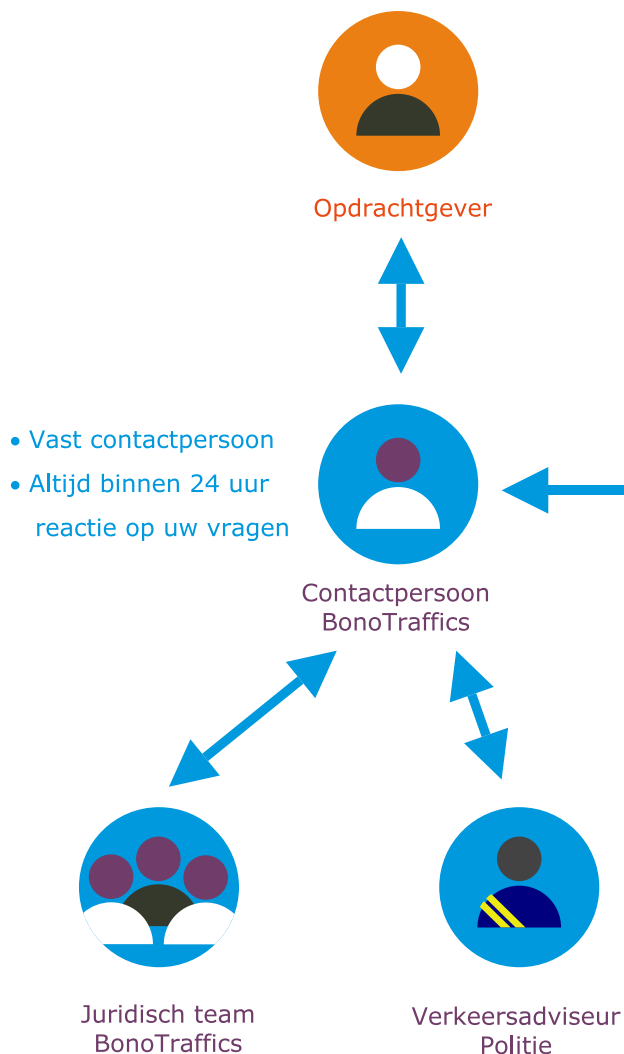 Opdrachtgever
• Vast contactpersoon
• Altijd binnen 24 uur
reactie op uw vragen
Contactpersoon
BonoTraffics
Juridisch team
BonoTraffics
Verkeersadviseur
Politie